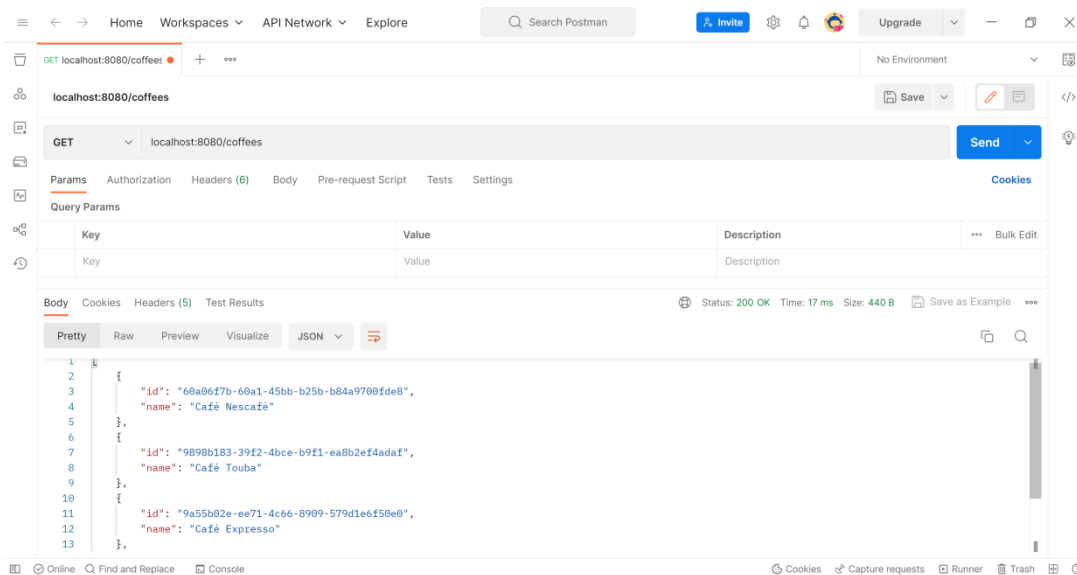 Home Workspaces API Network Explore Search Postman Invite Upgrade
GET localhost:8080/coffees No Environment
localhost:8080/coffees Save
GET localhost:8080/coffees Send
Params Authorization Headers (6) Body Pre-request Script Tests Settings Cookies
Query Params
Key Value Description Bulk Edit
Key Value Description
Body Cookies Headers (5) Test Results Status: 200 OK Time: 17 ms Size: 440 B Save as Example
Pretty Raw Preview Visualize JSON
1 [
2 {
3 "id": "60a06f7b-60a1-45bb-b25b-b84a9700fde8",
4 "name": "Café Nescafé"
5 },
6 {
7 "id": "9898b183-39f2-4bce-b9f1-ea8b2ef4adaf",
8 "name": "Café Touba"
9 },
10 {
11 "id": "9a55b02e-ee71-4c66-8909-579d1e6f50e0",
12 "name": "Café Expresso"
13 },
Online Find and Replace Console Cookies Capture requests Runner Trash